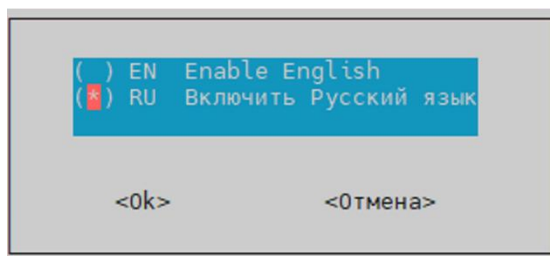 ( ) EN Enable English
(*) RU Включить Русский язык
<Ok> <Отмена>